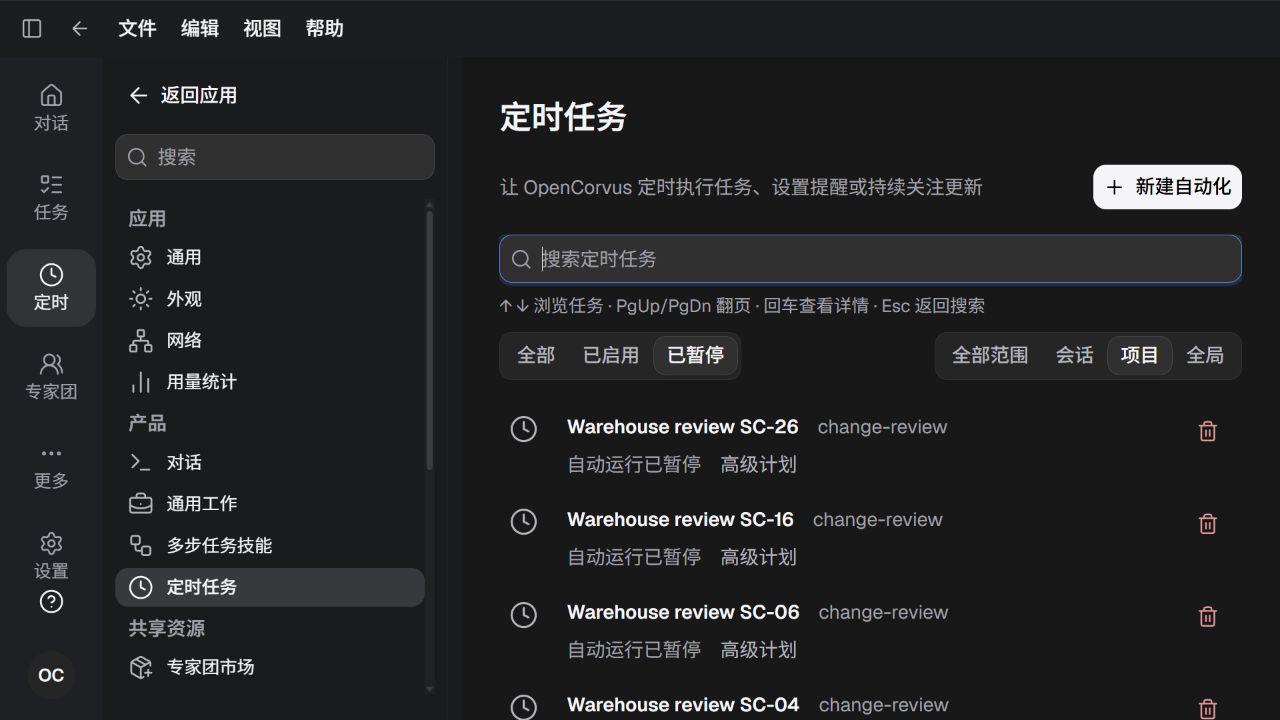 文件 编辑 视图 帮助
对话
任务
定时
专家团
更多
设置
OC
返回应用
搜索
应用
通用
外观
网络
用量统计
产品
对话
通用工作
多步任务技能
定时任务
共享资源
专家团市场
定时任务
让 OpenCorvus 定时执行任务、设置提醒或持续关注更新
新建自动化
搜索定时任务
↑↓ 浏览任务 · PgUp/PgDn 翻页 · 回车查看详情 · Esc 返回搜索
全部 已启用 已暂停 全部范围 会话 项目 全局
Warehouse review SC-26 change-review
自动运行已暂停 高级计划
Warehouse review SC-16 change-review
自动运行已暂停 高级计划
Warehouse review SC-06 change-review
自动运行已暂停 高级计划
Warehouse review SC-04 change-review